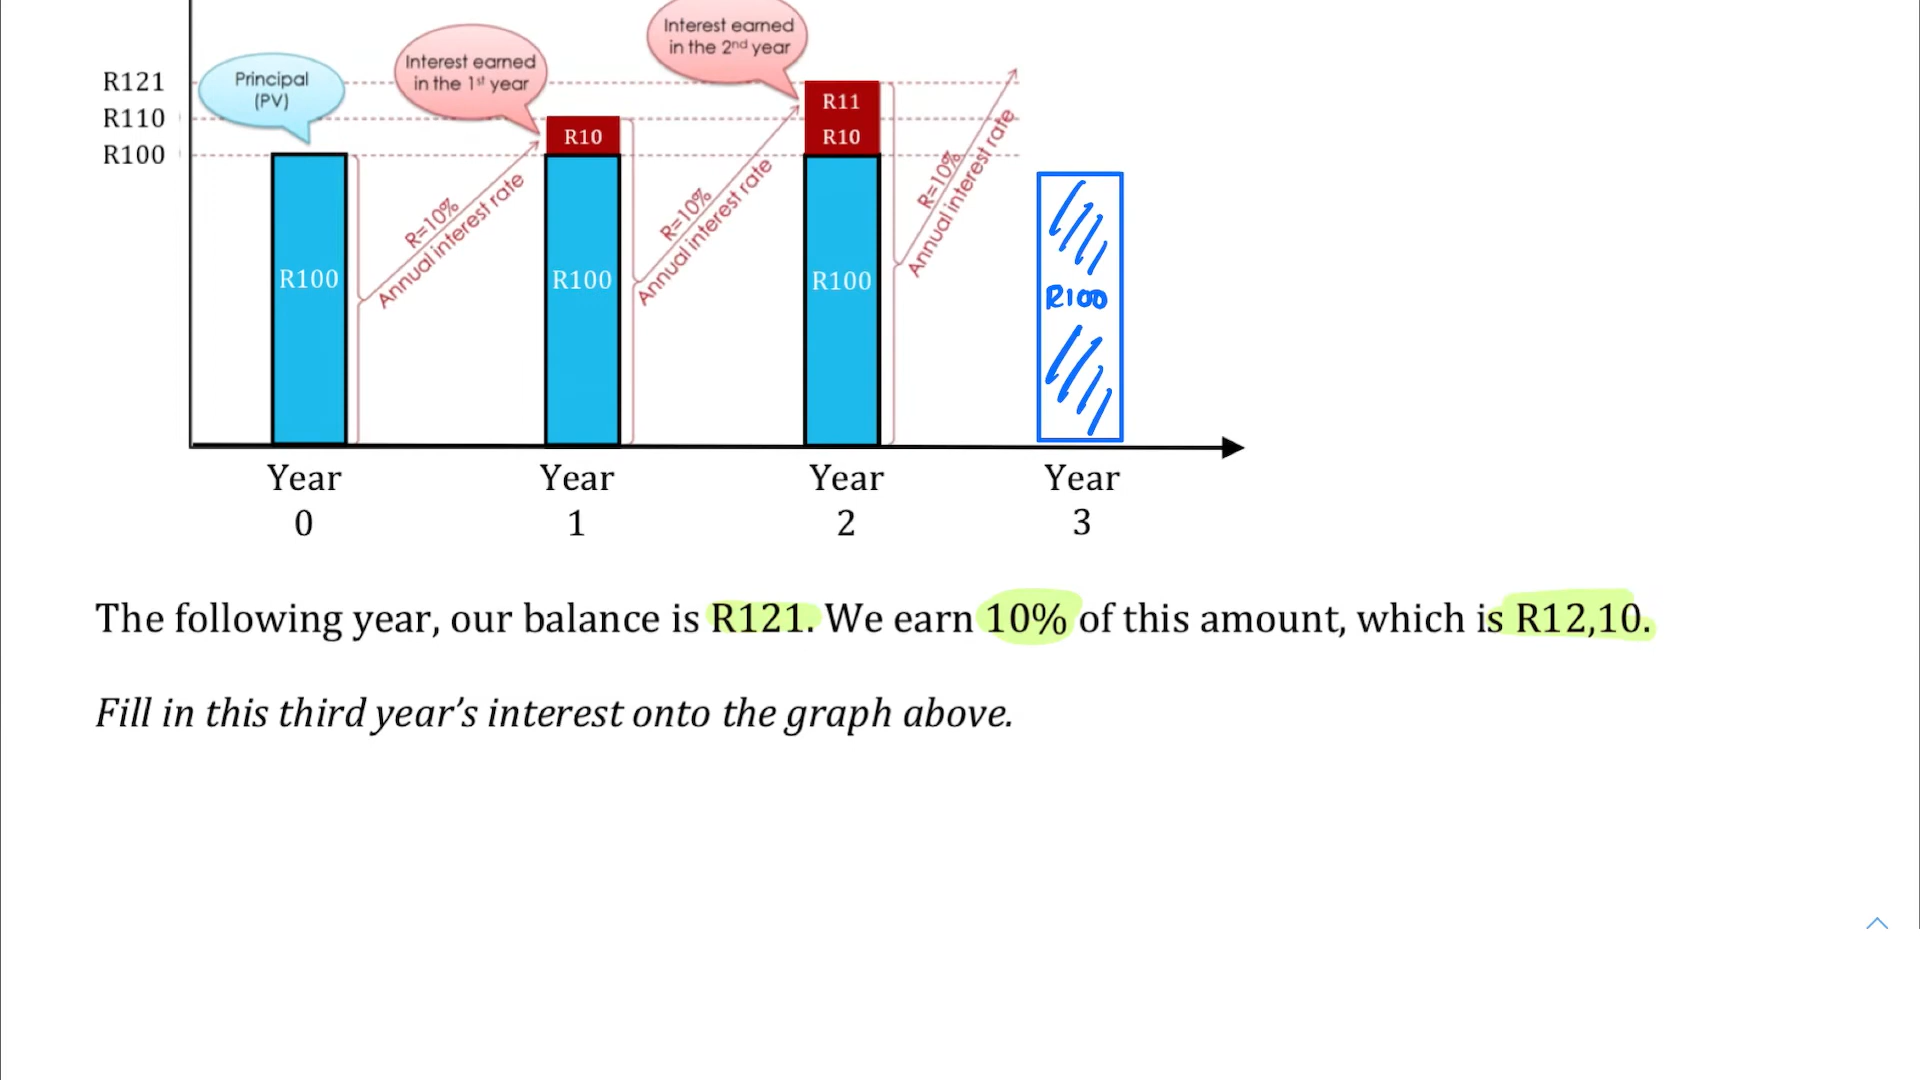 Interest earned
in the 2nd year
Interest earned
in the 1st year
Principal
(PV)
R121
R110
R100
R10
R11
R10
R=10%
Annual interest rate
R=10%
Annual interest rate
R=10%
Annual interest rate
R100
R100
R100
R100
Year
0
Year
1
Year
2
Year
3
The following year, our balance is R121. We earn 10% of this amount, which is R12,10.
Fill in this third year’s interest onto the graph above.